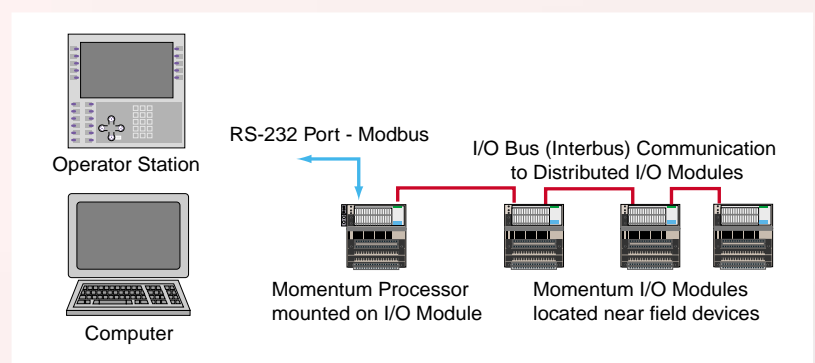 Operator Station
RS-232 Port - Modbus
I/O Bus (Interbus) Communication
to Distributed I/O Modules
Computer
Momentum Processor
mounted on I/O Module
Momentum I/O Modules
located near field devices